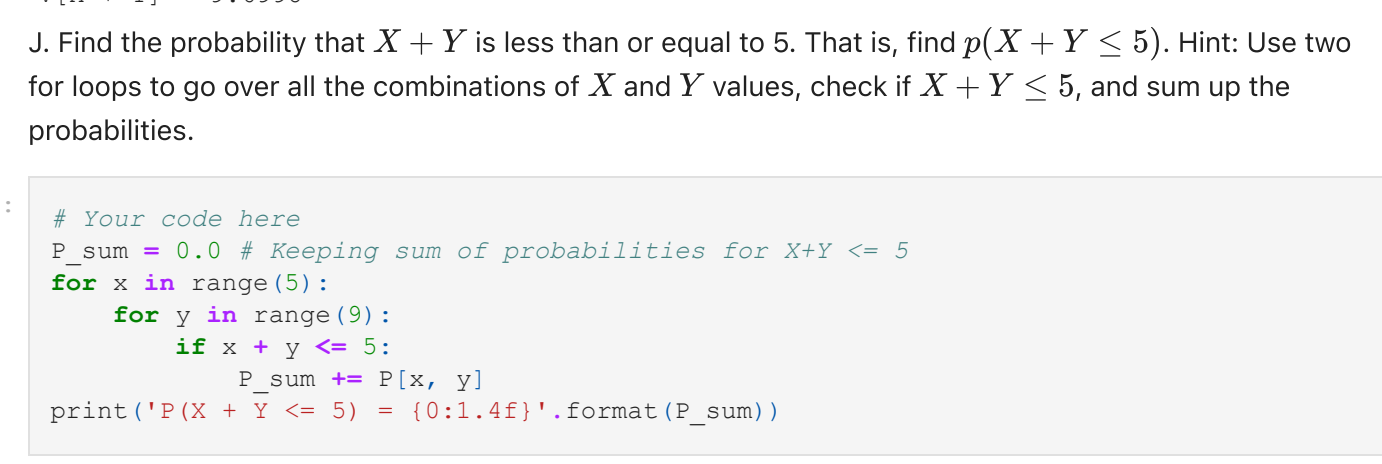 J. Find the probability that X + Y is less than or equal to 5. That is, find p(X + Y ≤ 5). Hint: Use two
for loops to go over all the combinations of X and Y values, check if X + Y ≤ 5, and sum up the
probabilities.
:
# Your code here
P_sum = 0.0 # Keeping sum of probabilities for X+Y <= 5
for x in range(5):
    for y in range(9):
        if x + y <= 5:
            P_sum += P[x, y]
print('P(X + Y <= 5) = {0:1.4f}'.format(P_sum))